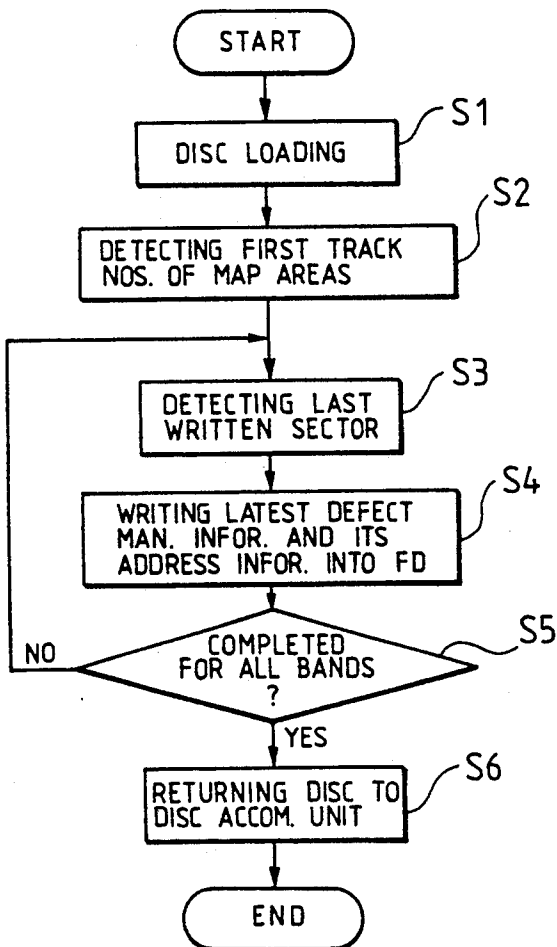 START
S1
DISC LOADING
S2
DETECTING FIRST TRACK
NOS. OF MAP AREAS
S3
DETECTING LAST
WRITTEN SECTOR
S4
WRITING LATEST DEFECT
MAN. INFOR. AND ITS
ADDRESS INFOR. INTO FD
S5
COMPLETED
FOR ALL BANDS
?
NO
YES
S6
RETURNING DISC TO
DISC ACCOM. UNIT
END